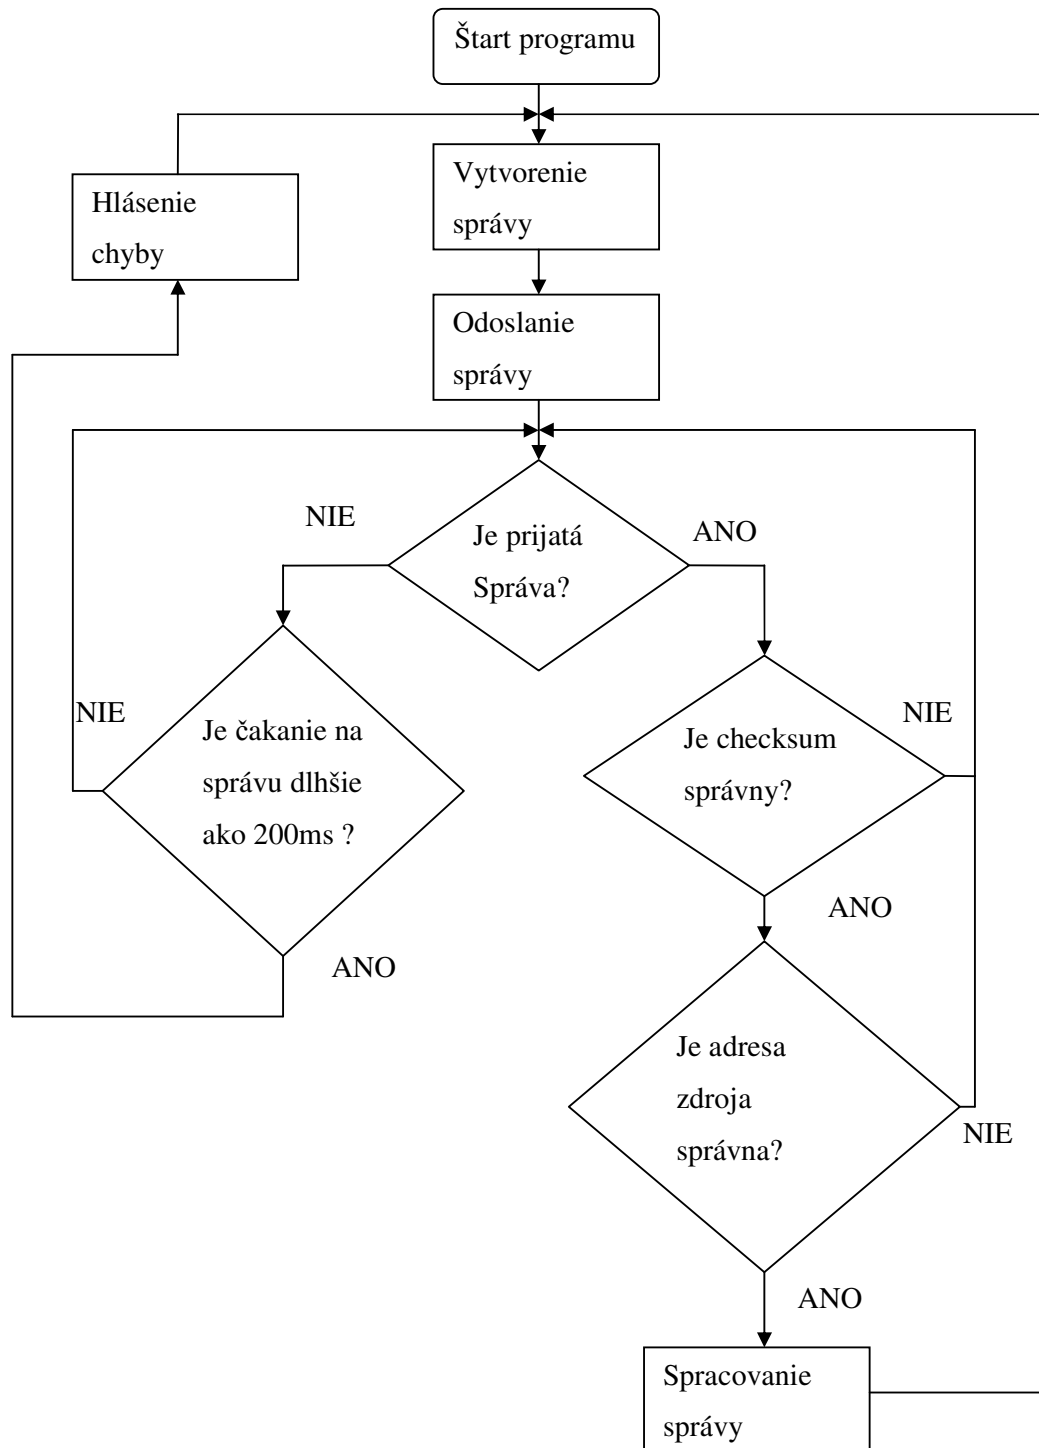 Štart programu
Vytvorenie
správy
Hlásenie
chyby
Odoslanie
správy
NIE
ANO
Je prijatá
Správa?
NIE
Je čakanie na
správu dlhšie
ako 200ms ?
NIE
Je checksum
správny?
ANO
ANO
Je adresa
zdroja
správna?
NIE
ANO
Spracovanie
správy